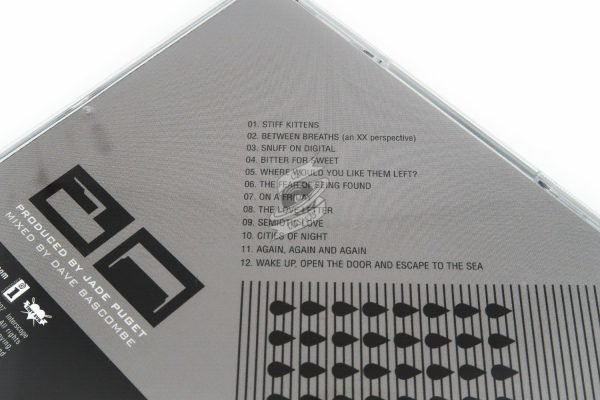 01. STIFF KITTENS
02. BETWEEN BREATHS (an XX perspective)
03. SNUFF ON DIGITAL
04. BITTER FOR SWEET
05. WHERE WOULD YOU LIKE THEM LEFT?
06. THE FEAR OF BEING FOUND
07. ON A FRIDAY
08. THE LOVE LETTER
09. SEMIOTIC LOVE
10. CITIES OF NIGHT
11. AGAIN, AGAIN AND AGAIN
12. WAKE UP, OPEN THE DOOR AND ESCAPE TO THE SEA
PRODUCED BY JADE PUGET
MIXED BY DAVE BASCOMBE
Interscope
All rights